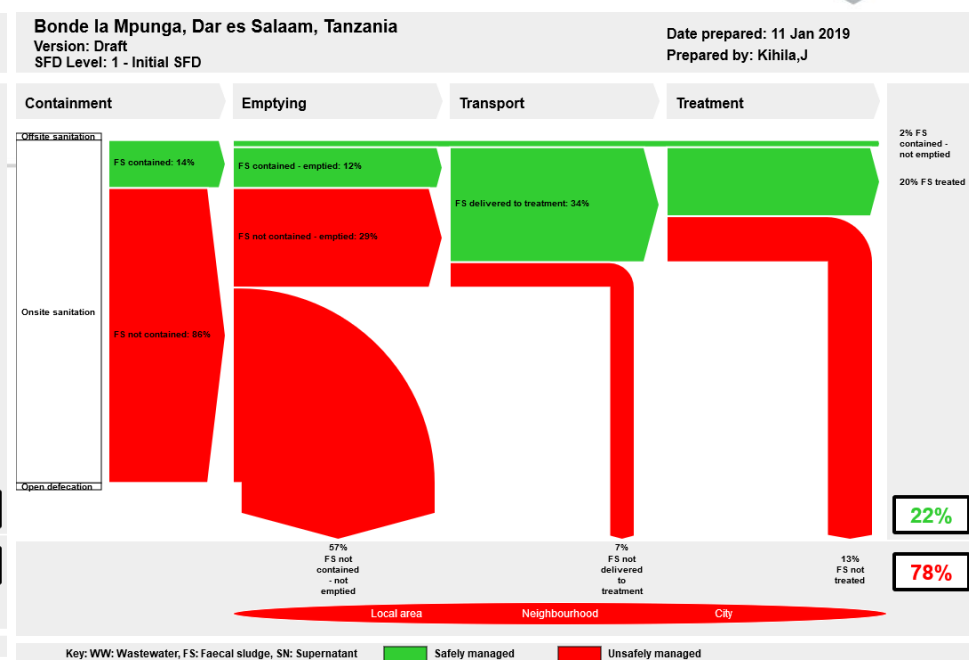 Bonde la Mpunga, Dar es Salaam, Tanzania
Version: Draft
SFD Level: 1 - Initial SFD
Date prepared: 11 Jan 2019
Prepared by: Kihila,J
Containment
Emptying
Transport
Treatment
Offsite sanitation
2% FS
contained -
not emptied
FS contained: 14%
FS contained - emptied: 12%
20% FS treated
FS delivered to treatment: 34%
FS not contained - emptied: 29%
Onsite sanitation
FS not contained: 86%
Open defecation
22%
57%
FS not
contained
- not
emptied
7%
FS not
delivered
to
treatment
13%
FS not
treated
78%
Local area
Neighbourhood
City
Key: WW: Wastewater, FS: Faecal sludge, SN: Supernatant
Safely managed
Unsafely managed